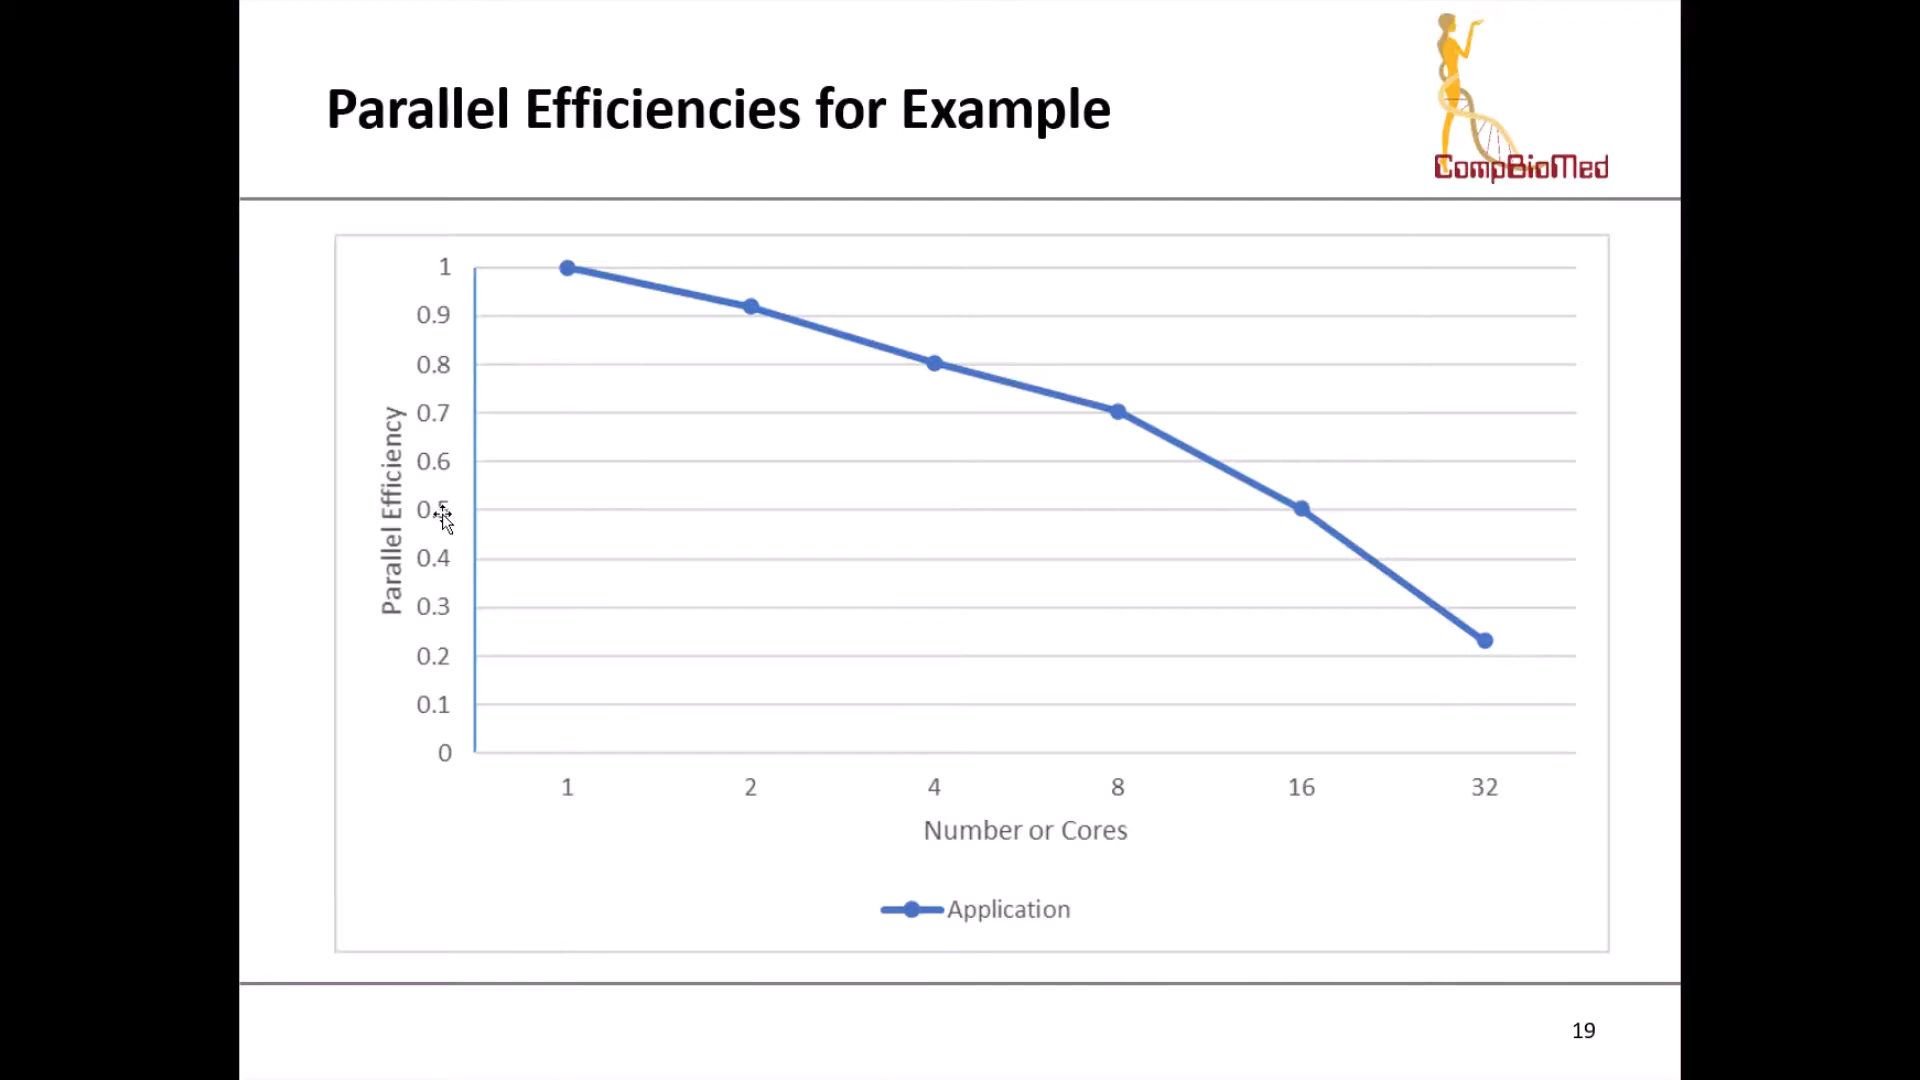 Parallel Efficiencies for Example
CompBioMed
1
0.9
0.8
0.7
0.6
0.5
0.4
0.3
0.2
0.1
0
Parallel Efficiency
1 2 4 8 16 32
Number or Cores
Application
19